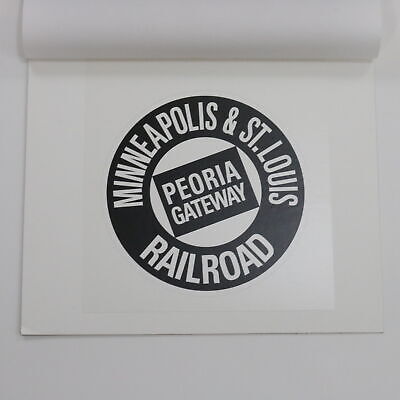 MINNEAPOLIS & ST. LOUIS
PEORIA
GATEWAY
RAILROAD